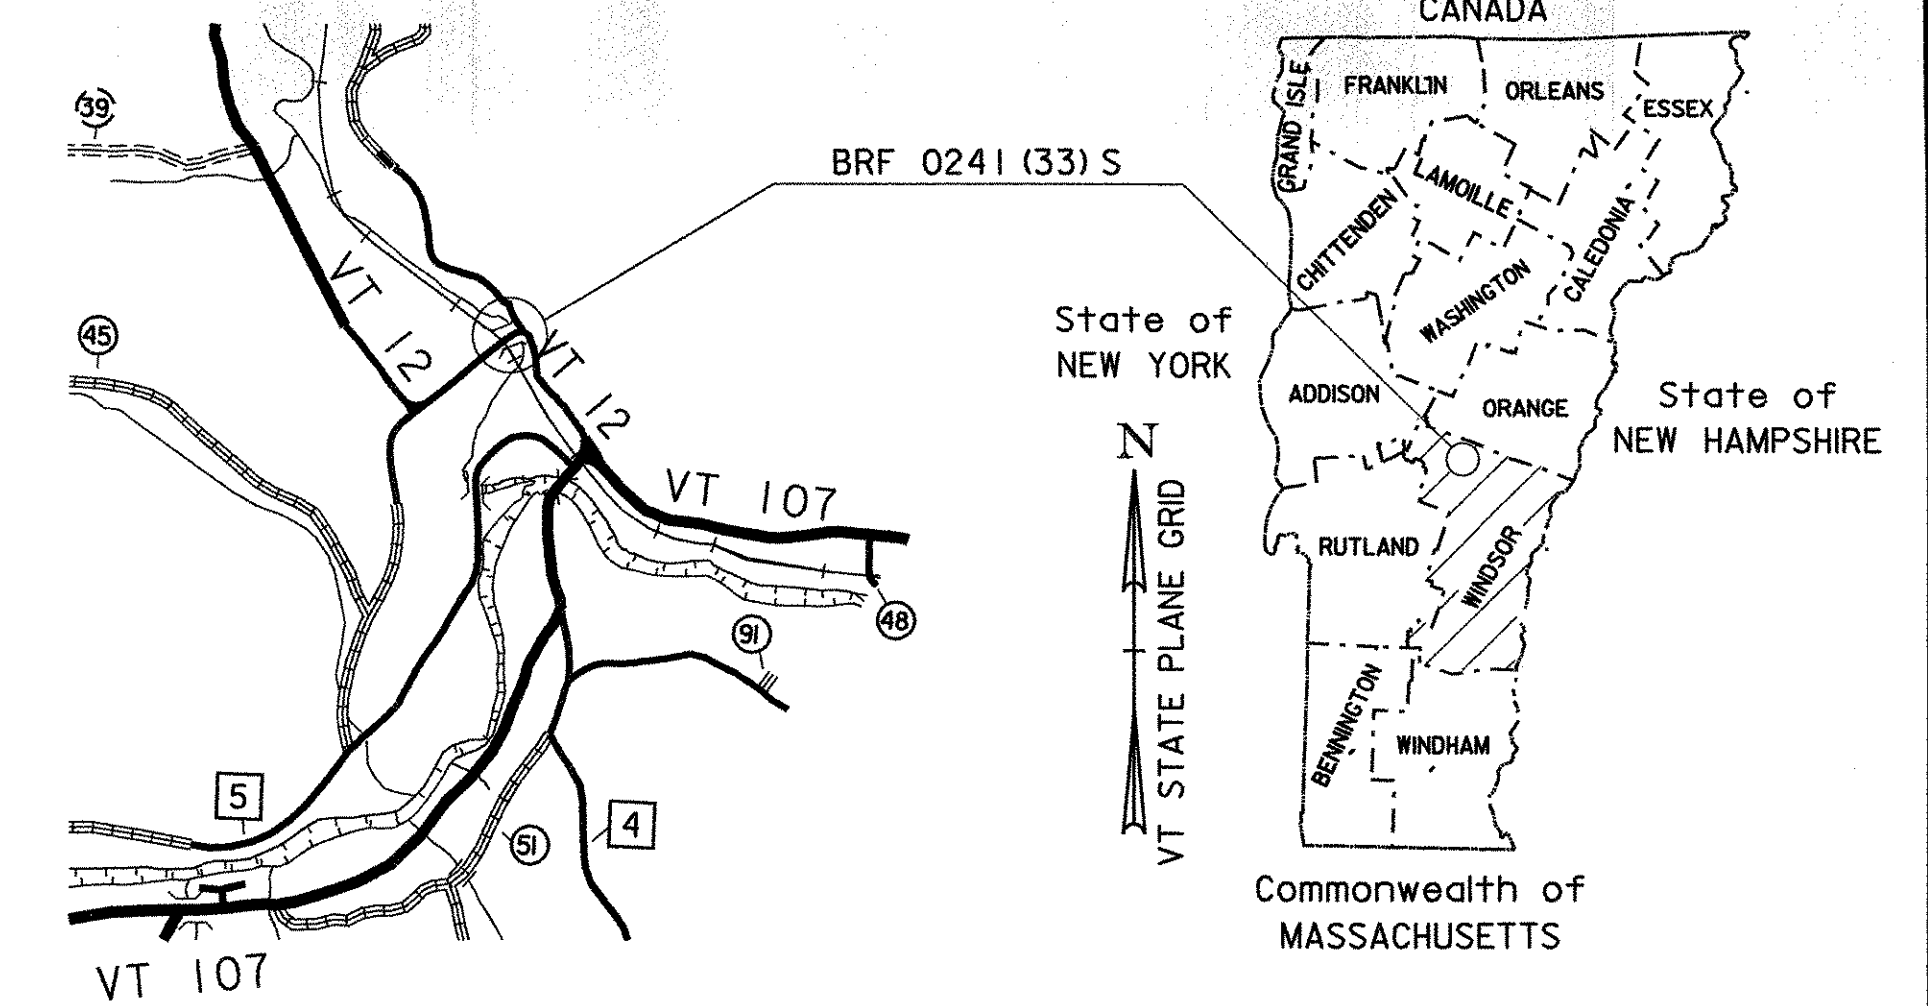 CANADA
39
BRF 0241 (33) S
GRAND ISLE
FRANKLIN
ORLEANS
ESSEX
LAMOILLE
CHITTENDEN
CALEDONIA
WASHINGTON
VT 12
45
VT 12
State of
NEW YORK
ADDISON
ORANGE
State of
NEW HAMPSHIRE
N
VT STATE PLANE GRID
VT 107
RUTLAND
WINDSOR
48
91
BENNINGTON
WINDHAM
5
4
51
Commonwealth of
MASSACHUSETTS
VT 107